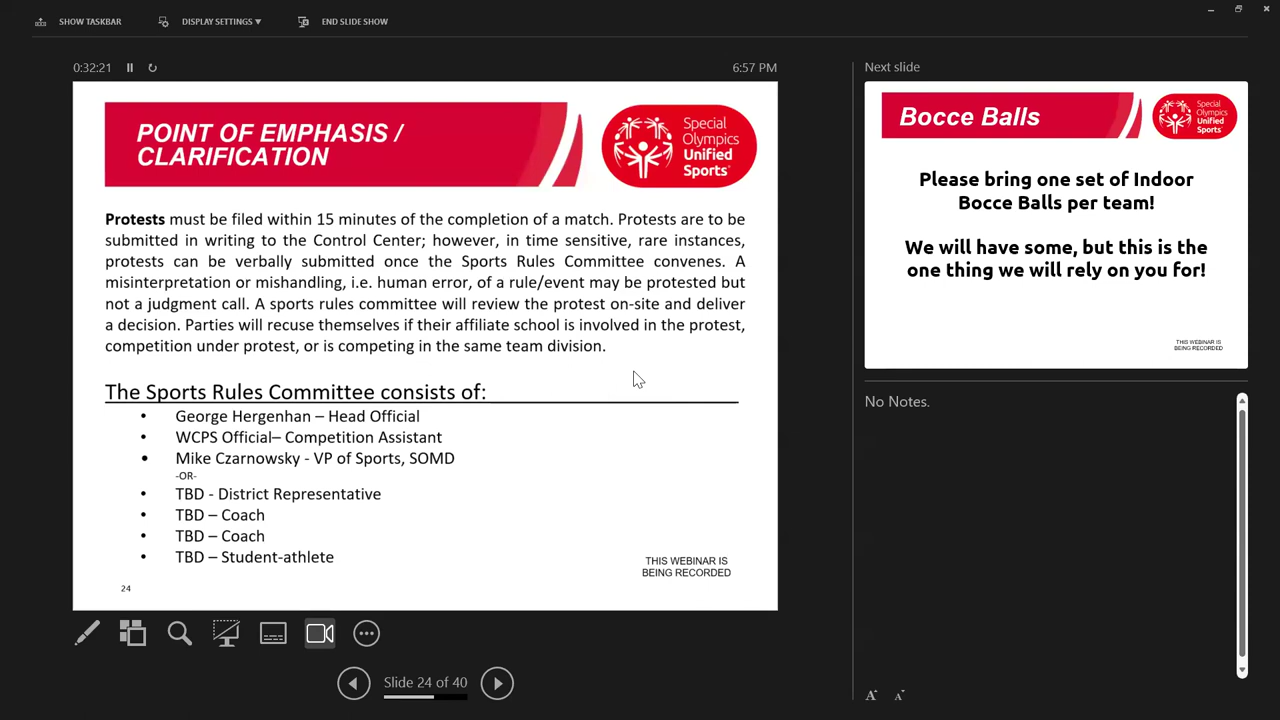 SHOW TASKBAR
DISPLAY SETTINGS
END SLIDE SHOW
0:32:21
6:57 PM
POINT OF EMPHASIS /
CLARIFICATION
Special
Olympics
Unified
Sports
Protests must be filed within 15 minutes of the completion of a match. Protests are to be
submitted in writing to the Control Center; however, in time sensitive, rare instances,
protests can be verbally submitted once the Sports Rules Committee convenes. A
misinterpretation or mishandling, i.e. human error, of a rule/event may be protested but
not a judgment call. A sports rules committee will review the protest on-site and deliver
a decision. Parties will recuse themselves if their affiliate school is involved in the protest,
competition under protest, or is competing in the same team division.
The Sports Rules Committee consists of:
• George Hergenhan – Head Official
• WCPS Official– Competition Assistant
• Mike Czarnowsky - VP of Sports, SOMD
-OR-
• TBD - District Representative
• TBD – Coach
• TBD – Coach
• TBD – Student-athlete
THIS WEBINAR IS
BEING RECORDED
24
Slide 24 of 40
Next slide
Bocce Balls
Special
Olympics
Unified
Sports
Please bring one set of Indoor
Bocce Balls per team!
We will have some, but this is the
one thing we will rely on you for!
THIS WEBINAR IS
BEING RECORDED
No Notes.
A A